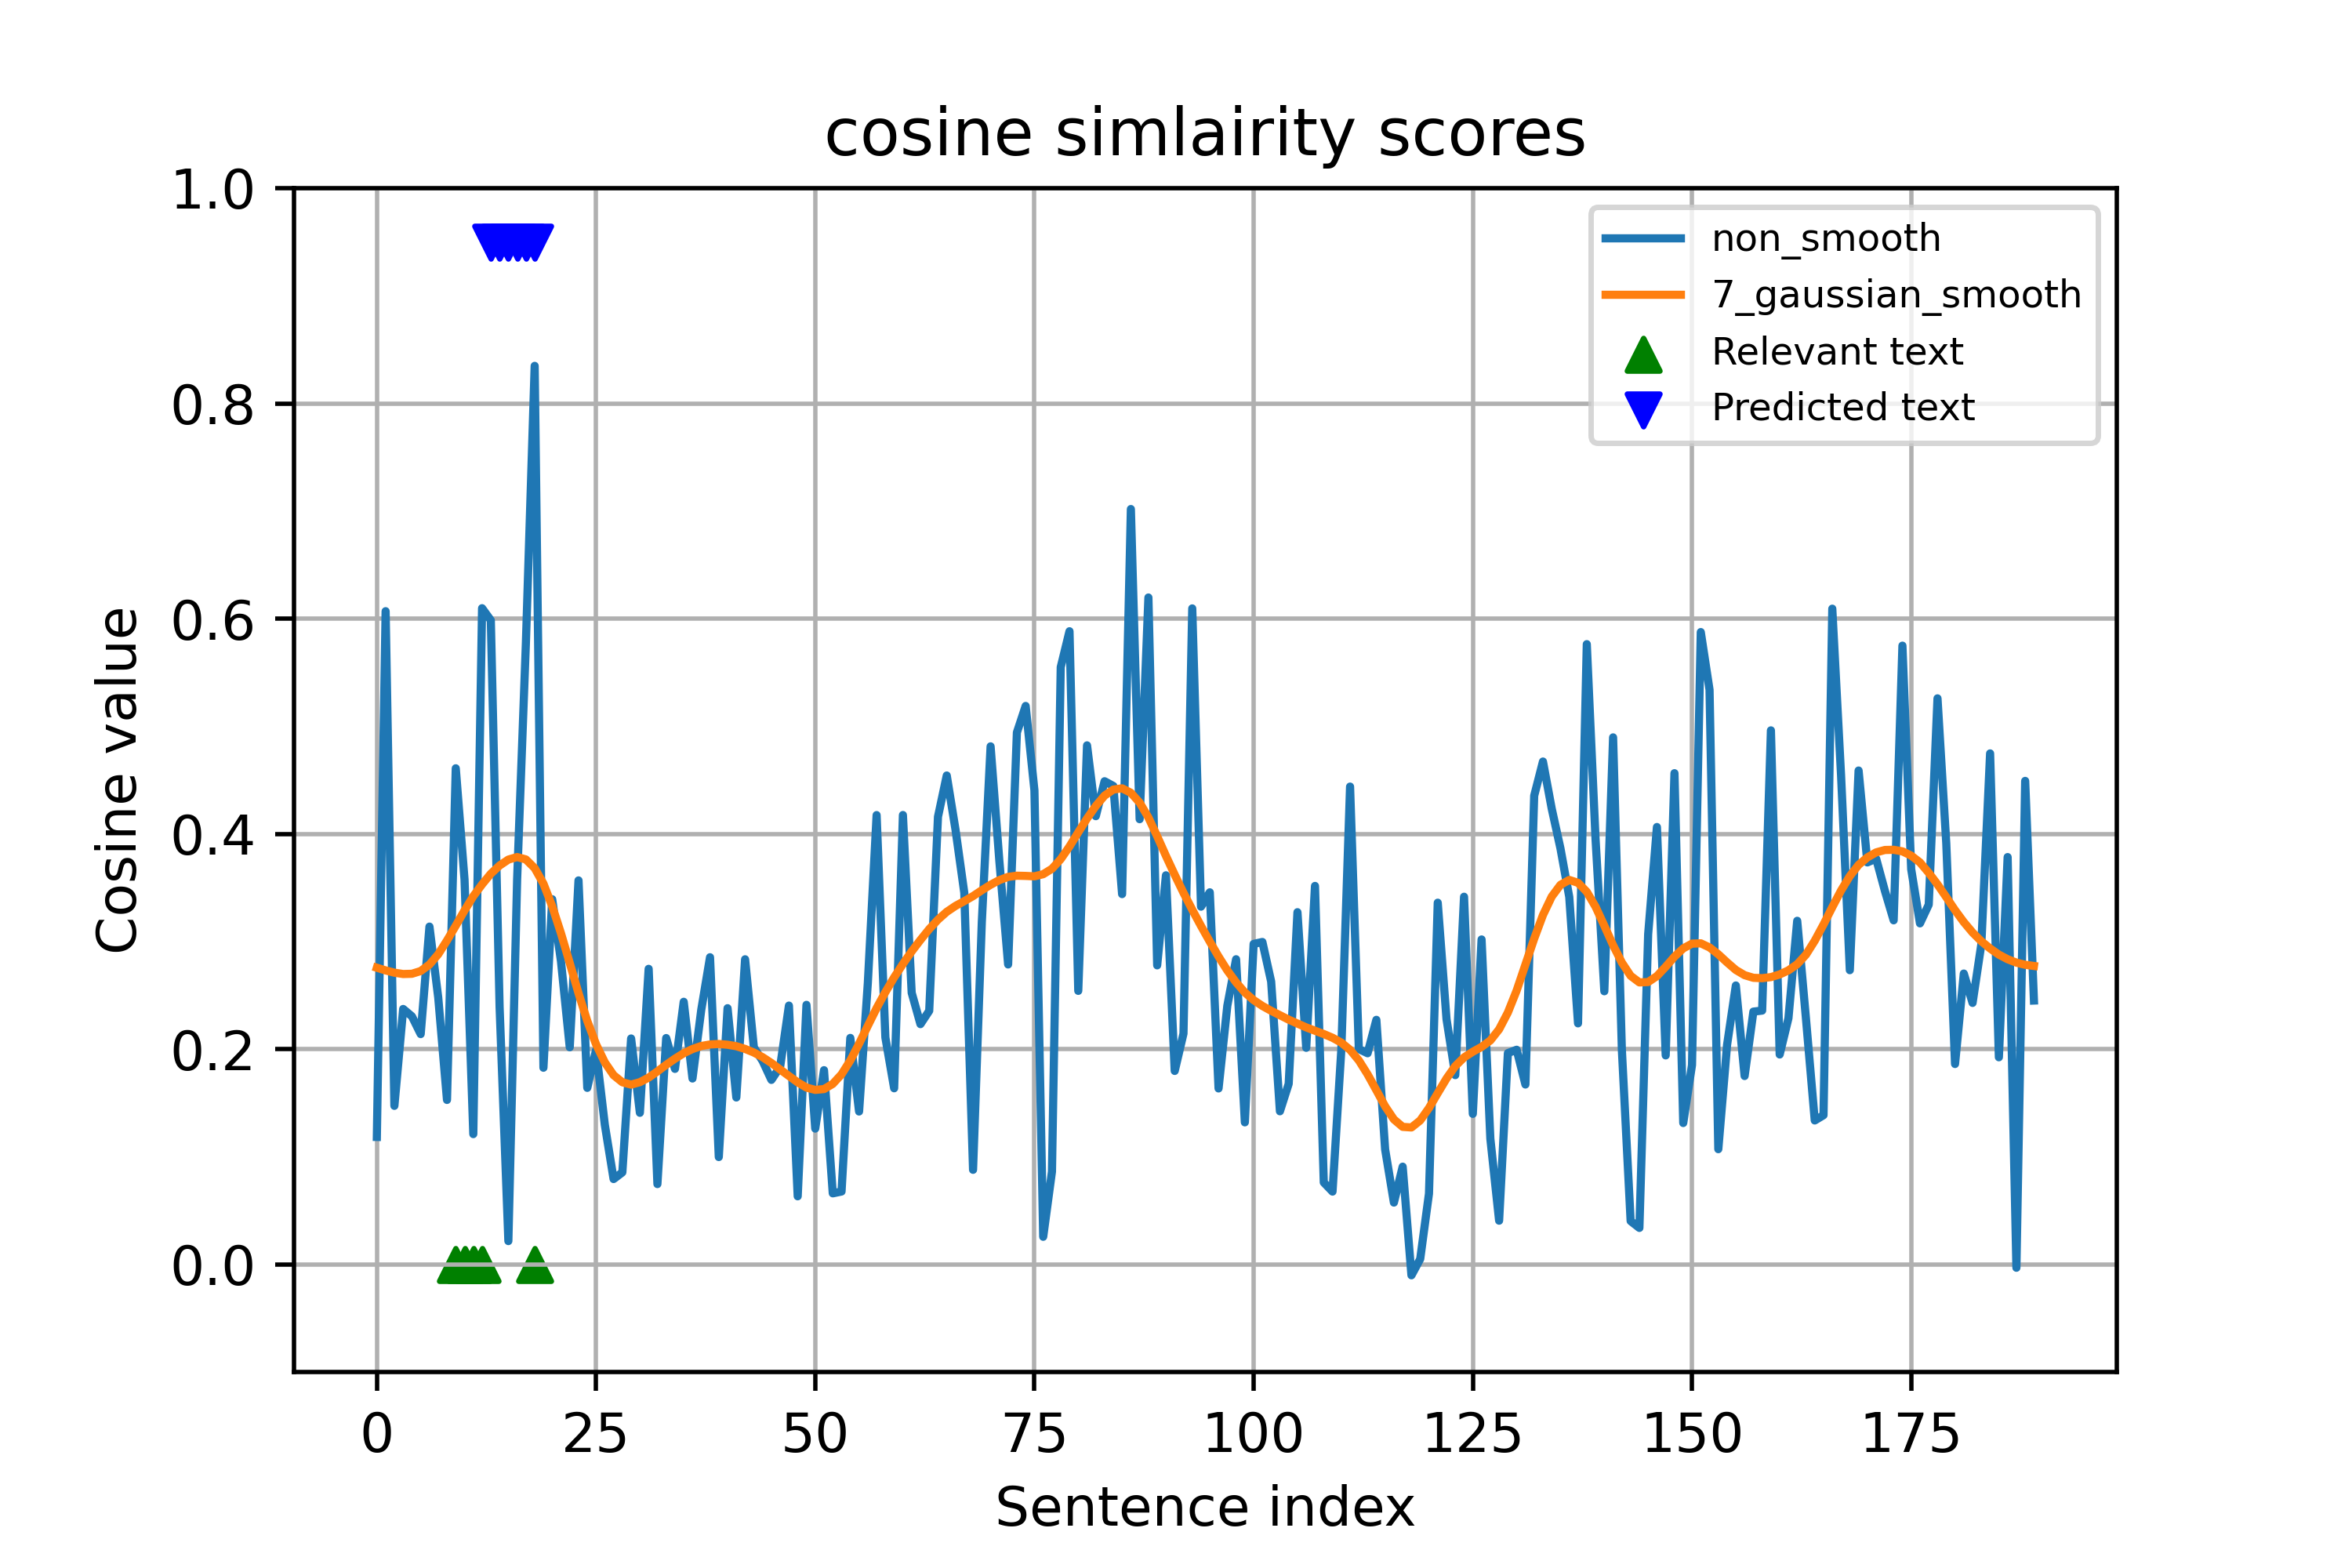 cosine simlairity scores
1.0
0.8
0.6
0.4
0.2
0.0
Cosine value
non_smooth
7_gaussian_smooth
Relevant text
Predicted text
0 25 50 75 100 125 150 175
Sentence index